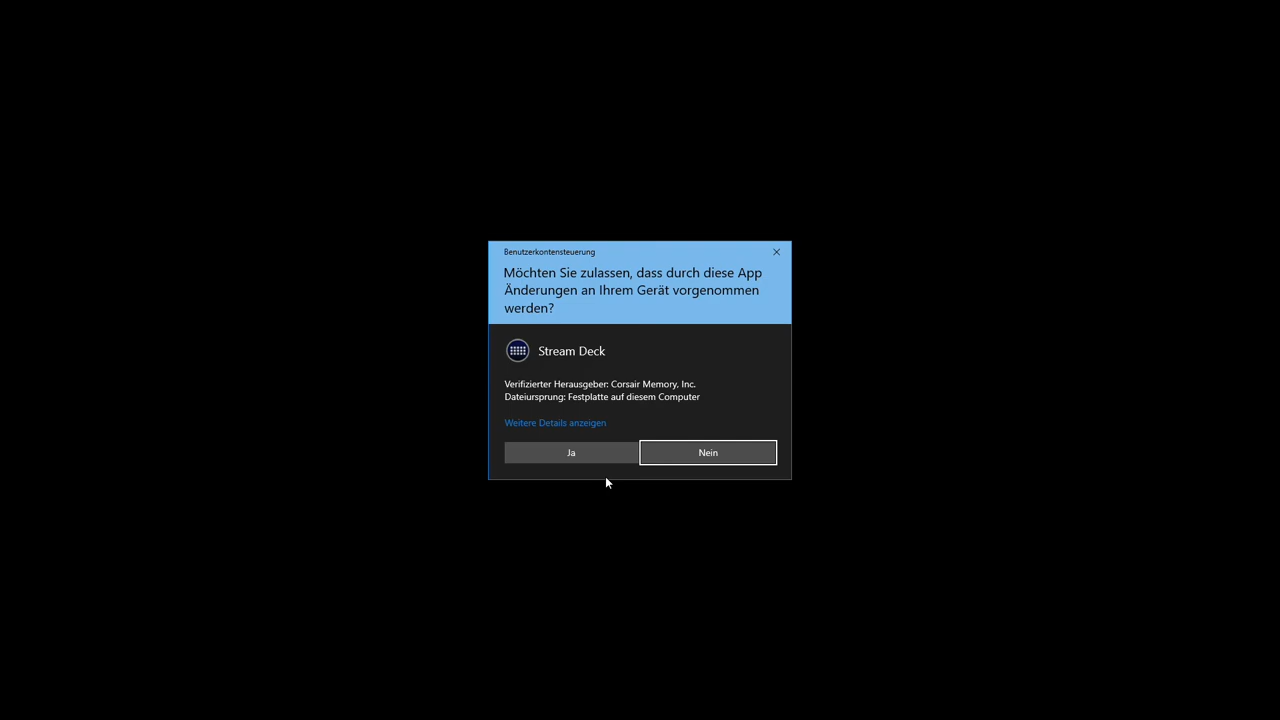 Benutzerkontensteuerung
Möchten Sie zulassen, dass durch diese App
Änderungen an Ihrem Gerät vorgenommen
werden?
Stream Deck
Verifizierter Herausgeber: Corsair Memory, Inc.
Dateiursprung: Festplatte auf diesem Computer
Weitere Details anzeigen
Ja
Nein